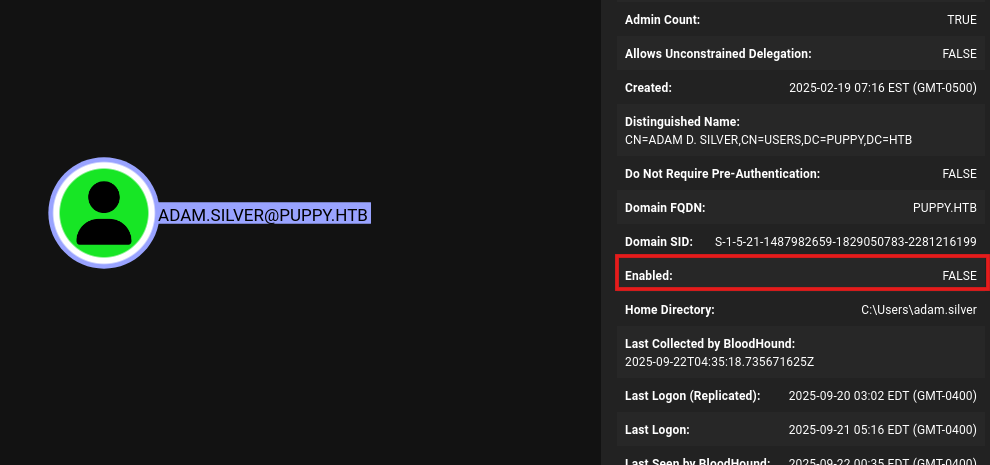 ADAM.SILVER@PUPPY.HTB
Admin Count: TRUE
Allows Unconstrained Delegation: FALSE
Created: 2025-02-19 07:16 EST (GMT-0500)
Distinguished Name:
CN=ADAM D. SILVER,CN=USERS,DC=PUPPY,DC=HTB
Do Not Require Pre-Authentication: FALSE
Domain FQDN: PUPPY.HTB
Domain SID: S-1-5-21-1487982659-1829050783-2281216199
Enabled: FALSE
Home Directory: C:\Users\adam.silver
Last Collected by BloodHound:
2025-09-22T04:35:18.735671625Z
Last Logon (Replicated): 2025-09-20 03:02 EDT (GMT-0400)
Last Logon: 2025-09-21 05:16 EDT (GMT-0400)
Last Seen by BloodHound: 2025-09-22 00:35 EDT (GMT-0400)